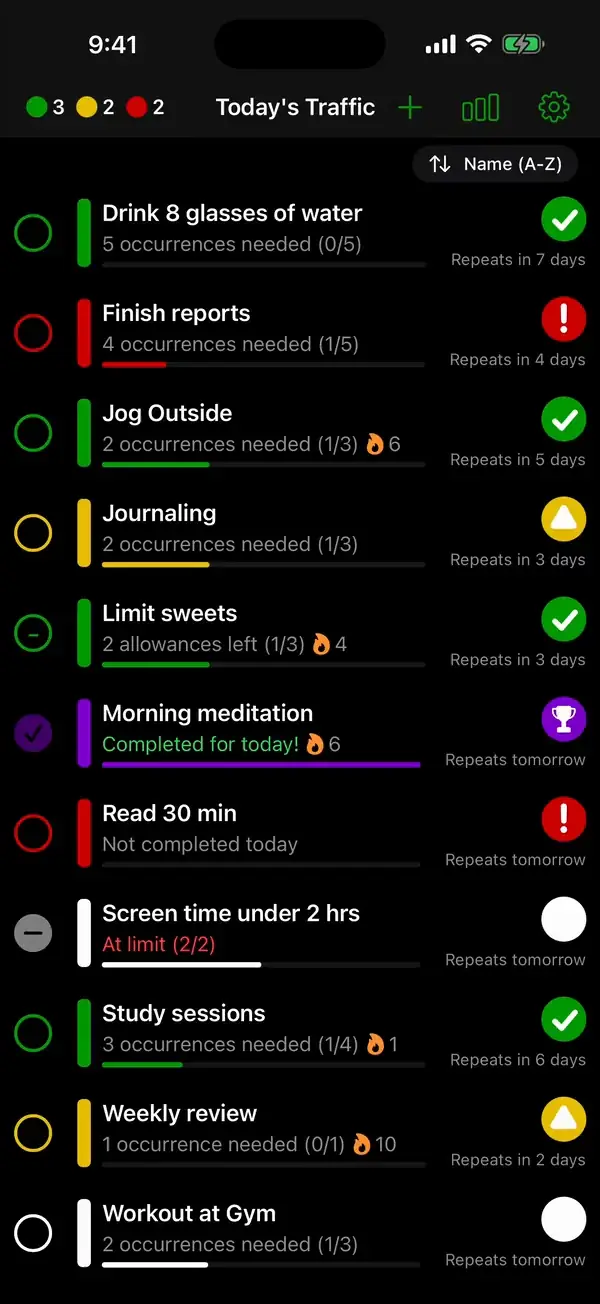 9:41
3 2 2 Today's Traffic
Name (A-Z)
Drink 8 glasses of water
5 occurrences needed (0/5)
Repeats in 7 days
Finish reports
4 occurrences needed (1/5)
Repeats in 4 days
Jog Outside
2 occurrences needed (1/3) 6
Repeats in 5 days
Journaling
2 occurrences needed (1/3)
Repeats in 3 days
Limit sweets
2 allowances left (1/3) 4
Repeats in 3 days
Morning meditation
Completed for today! 6
Repeats tomorrow
Read 30 min
Not completed today
Repeats tomorrow
Screen time under 2 hrs
At limit (2/2)
Repeats tomorrow
Study sessions
3 occurrences needed (1/4) 1
Repeats in 6 days
Weekly review
1 occurrence needed (0/1) 10
Repeats in 2 days
Workout at Gym
2 occurrences needed (1/3)
Repeats tomorrow